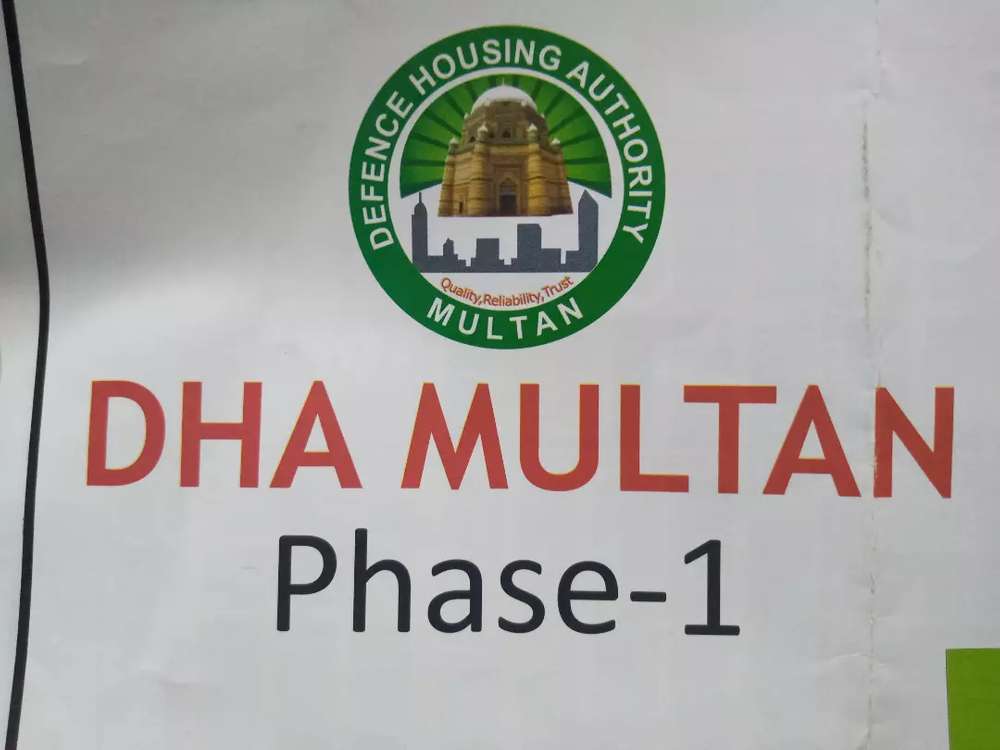 DEFENCE HOUSING AUTHORITY
Quality,Reliability,Trust
MULTAN
DHA MULTAN
Phase-1